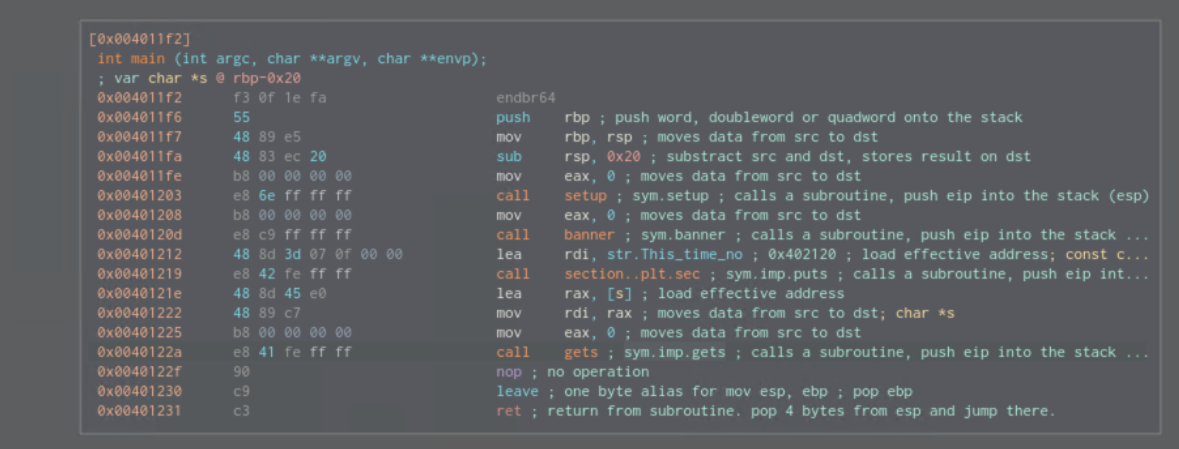 [0x004011f2]
int main (int argc, char **argv, char **envp);
; var char *s @ rbp-0x20
0x004011f2 f3 0f 1e fa endbr64
0x004011f6 55 push rbp ; push word, doubleword or quadword onto the stack
0x004011f7 48 89 e5 mov rbp, rsp ; moves data from src to dst
0x004011fa 48 83 ec 20 sub rsp, 0x20 ; substract src and dst, stores result on dst
0x004011fe b8 00 00 00 00 mov eax, 0 ; moves data from src to dst
0x00401203 e8 6e ff ff ff call setup ; sym.setup ; calls a subroutine, push eip into the stack (esp)
0x00401208 b8 00 00 00 00 mov eax, 0 ; moves data from src to dst
0x0040120d e8 c9 ff ff ff call banner ; sym.banner ; calls a subroutine, push eip into the stack ...
0x00401212 48 8d 3d 07 0f 00 00 lea rdi, str.This_time_no ; 0x402120 ; load effective address; const c...
0x00401219 e8 42 fe ff ff call section..plt.sec ; sym.imp.puts ; calls a subroutine, push eip int...
0x0040121e 48 8d 45 e0 lea rax, [s] ; load effective address
0x00401222 48 89 c7 mov rdi, rax ; moves data from src to dst; char *s
0x00401225 b8 00 00 00 00 mov eax, 0 ; moves data from src to dst
0x0040122a e8 41 fe ff ff call gets ; sym.imp.gets ; calls a subroutine, push eip into the stack ...
0x0040122f 90 nop ; no operation
0x00401230 c9 leave ; one byte alias for mov esp, ebp ; pop ebp
0x00401231 c3 ret ; return from subroutine. pop 4 bytes from esp and jump there.